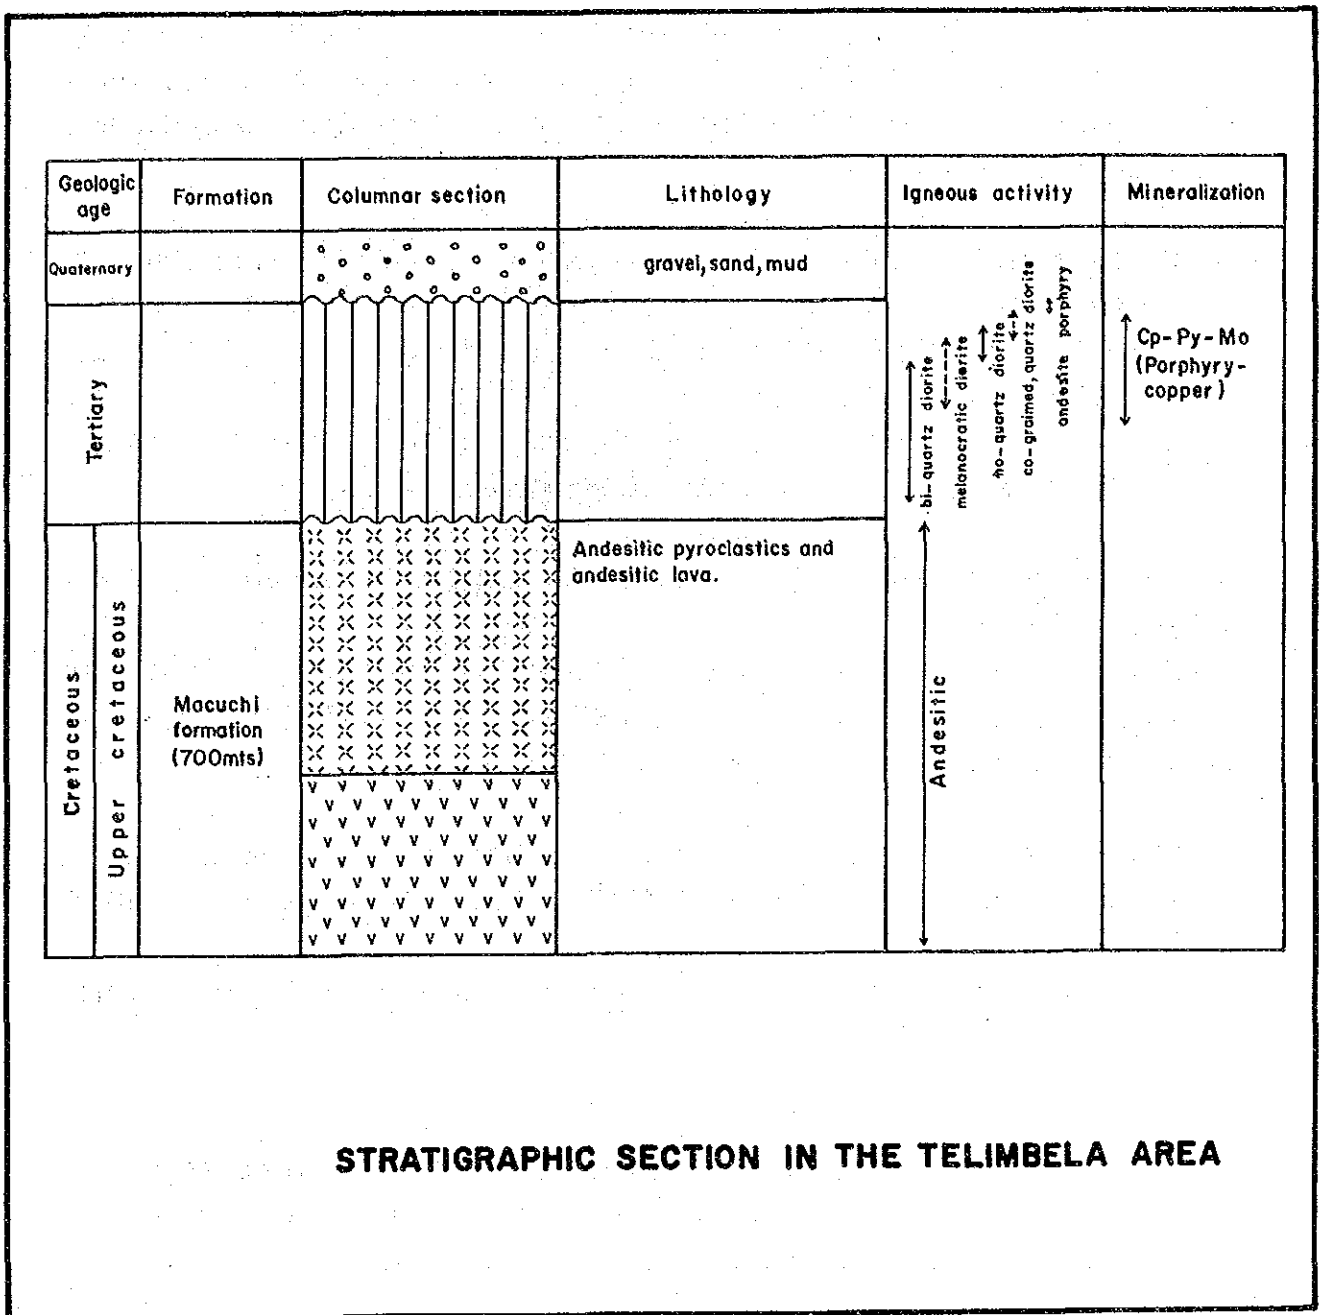 Geologic
age
Formation
Columnar section
Lithology
Igneous activity
Mineralization
Quaternary
gravel, sand, mud
Tertiary
bi-quartz diorite
melanocratic diorite
ho-quartz diorite
co-grained, quartz diorite
andesite porphyry
Cp-Py-Mo
(Porphyry-
copper)
Cretaceous
Upper cretaceous
Macuchi
formation
(700mts)
Andesitic pyroclastics and
andesitic lava.
Andesitic
STRATIGRAPHIC SECTION IN THE TELIMBELA AREA